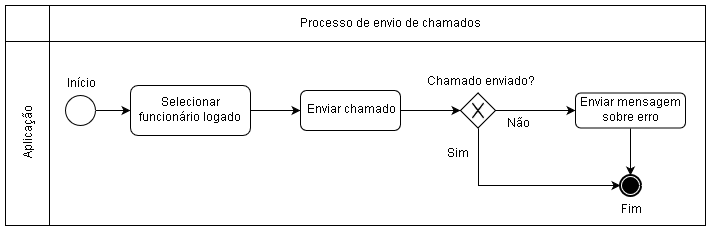 Processo de envio de chamados
Aplicação
Início
Selecionar
funcionário logado
Enviar chamado
Chamado enviado?
X
Não
Sim
Enviar mensagem
sobre erro
Fim